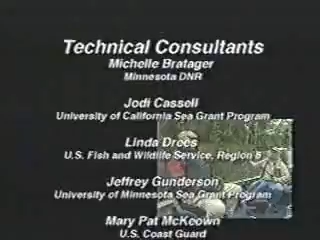 Technical Consultants
Michelle Bratager
Minnesota DNR
Jodi Cassell
University of California Sea Grant Program
Linda Drees
U.S. Fish and Wildlife Service, Region 6
Jeffrey Gunderson
University of Minnesota Sea Grant Program
Mary Pat McKeown
U.S. Coast Guard